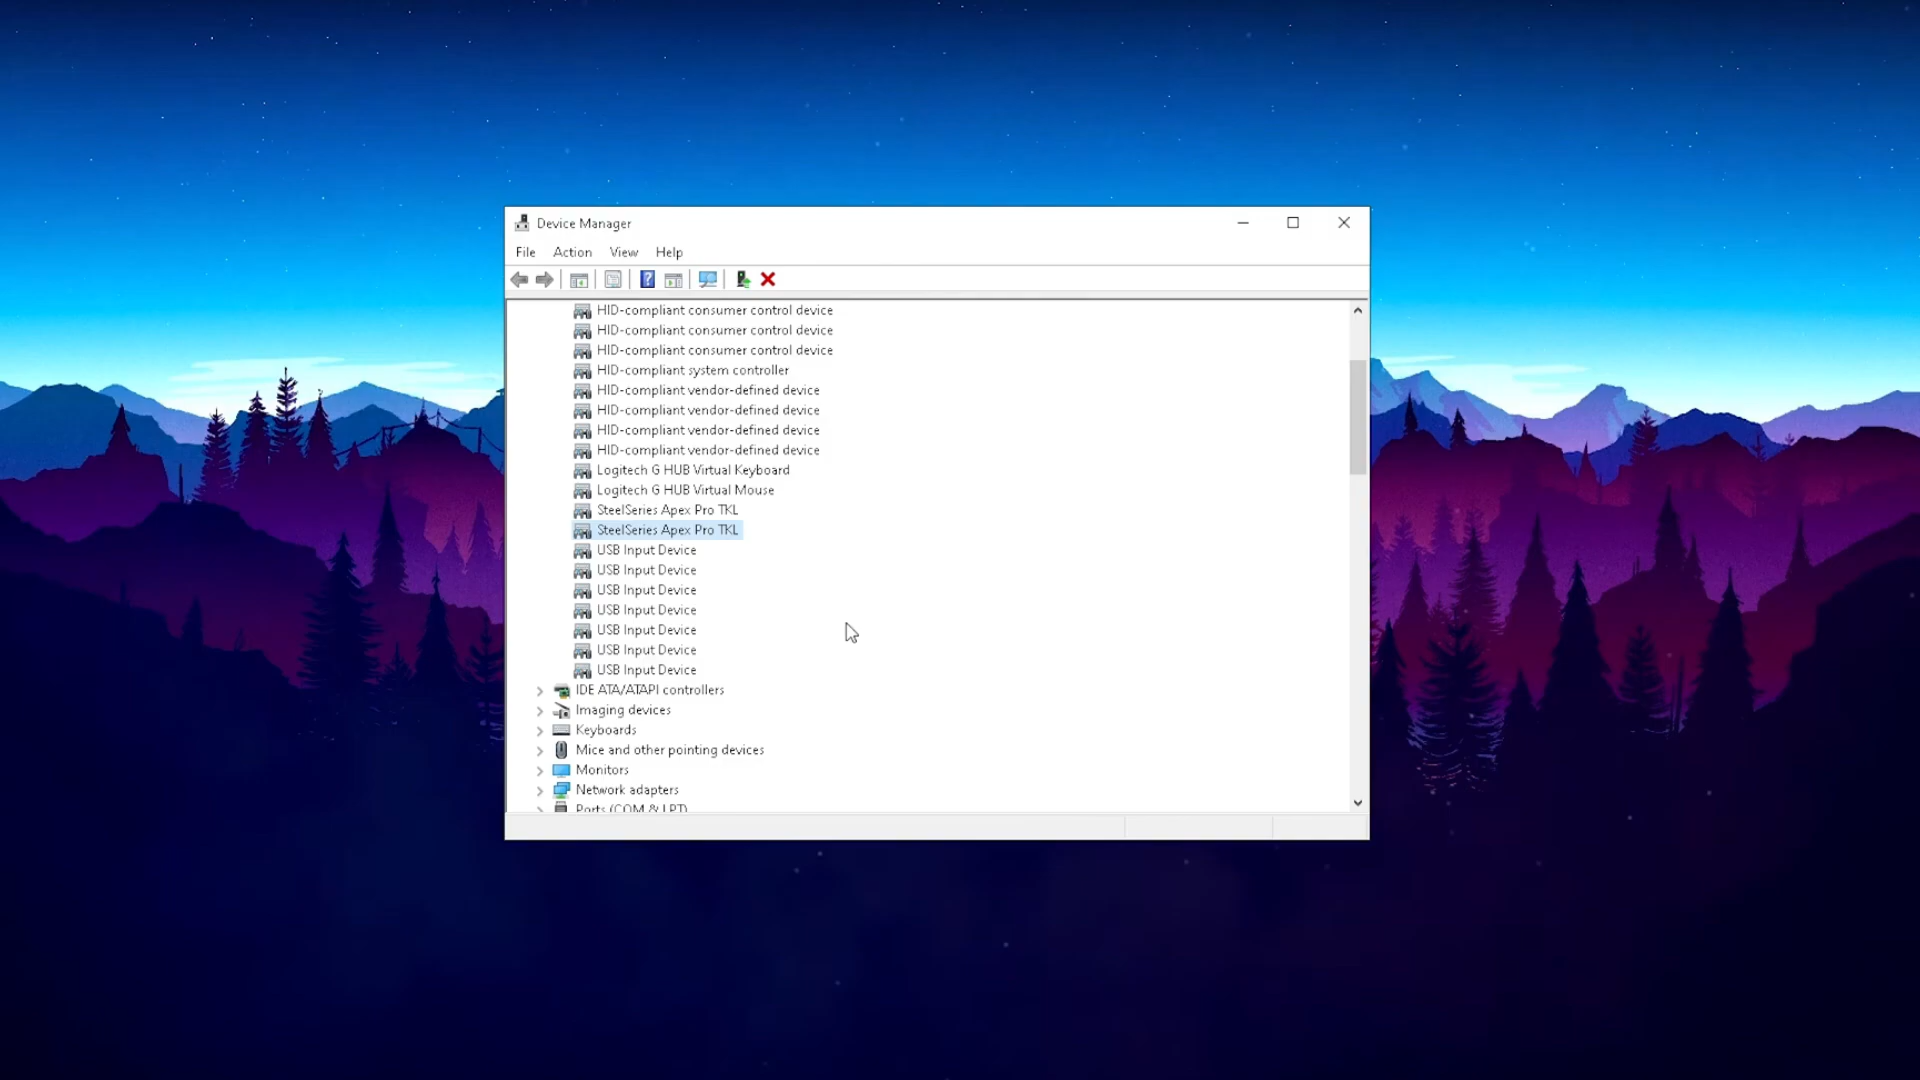 Device Manager
File Action View Help
HID-compliant consumer control device
HID-compliant consumer control device
HID-compliant consumer control device
HID-compliant system controller
HID-compliant vendor-defined device
HID-compliant vendor-defined device
HID-compliant vendor-defined device
HID-compliant vendor-defined device
Logitech G HUB Virtual Keyboard
Logitech G HUB Virtual Mouse
SteelSeries Apex Pro TKL
SteelSeries Apex Pro TKL
USB Input Device
USB Input Device
USB Input Device
USB Input Device
USB Input Device
USB Input Device
USB Input Device
IDE ATA/ATAPI controllers
Imaging devices
Keyboards
Mice and other pointing devices
Monitors
Network adapters
Ports (COM & LPT)